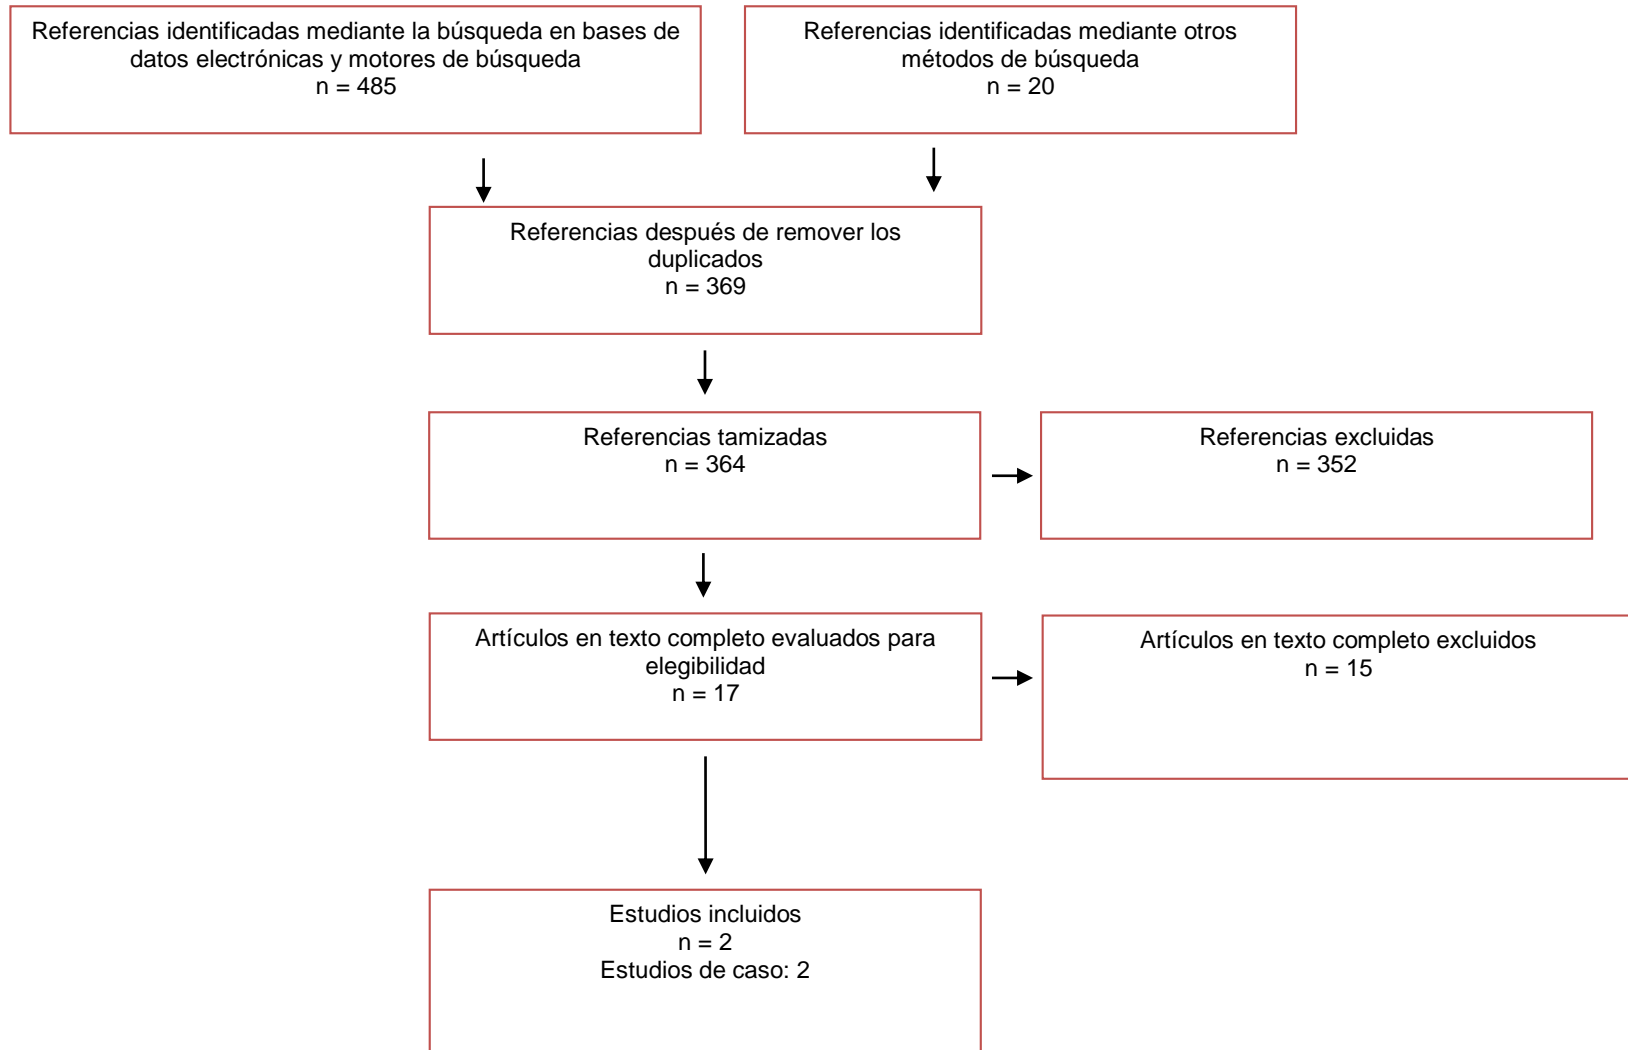 Referencias identificadas mediante la búsqueda en bases de
datos electrónicas y motores de búsqueda
n = 485
Referencias identificadas mediante otros
métodos de búsqueda
n = 20
Referencias después de remover los
duplicados
n = 369
Referencias tamizadas
n = 364
Referencias excluidas
n = 352
Artículos en texto completo evaluados para
elegibilidad
n = 17
Artículos en texto completo excluidos
n = 15
Estudios incluidos
n = 2
Estudios de caso: 2